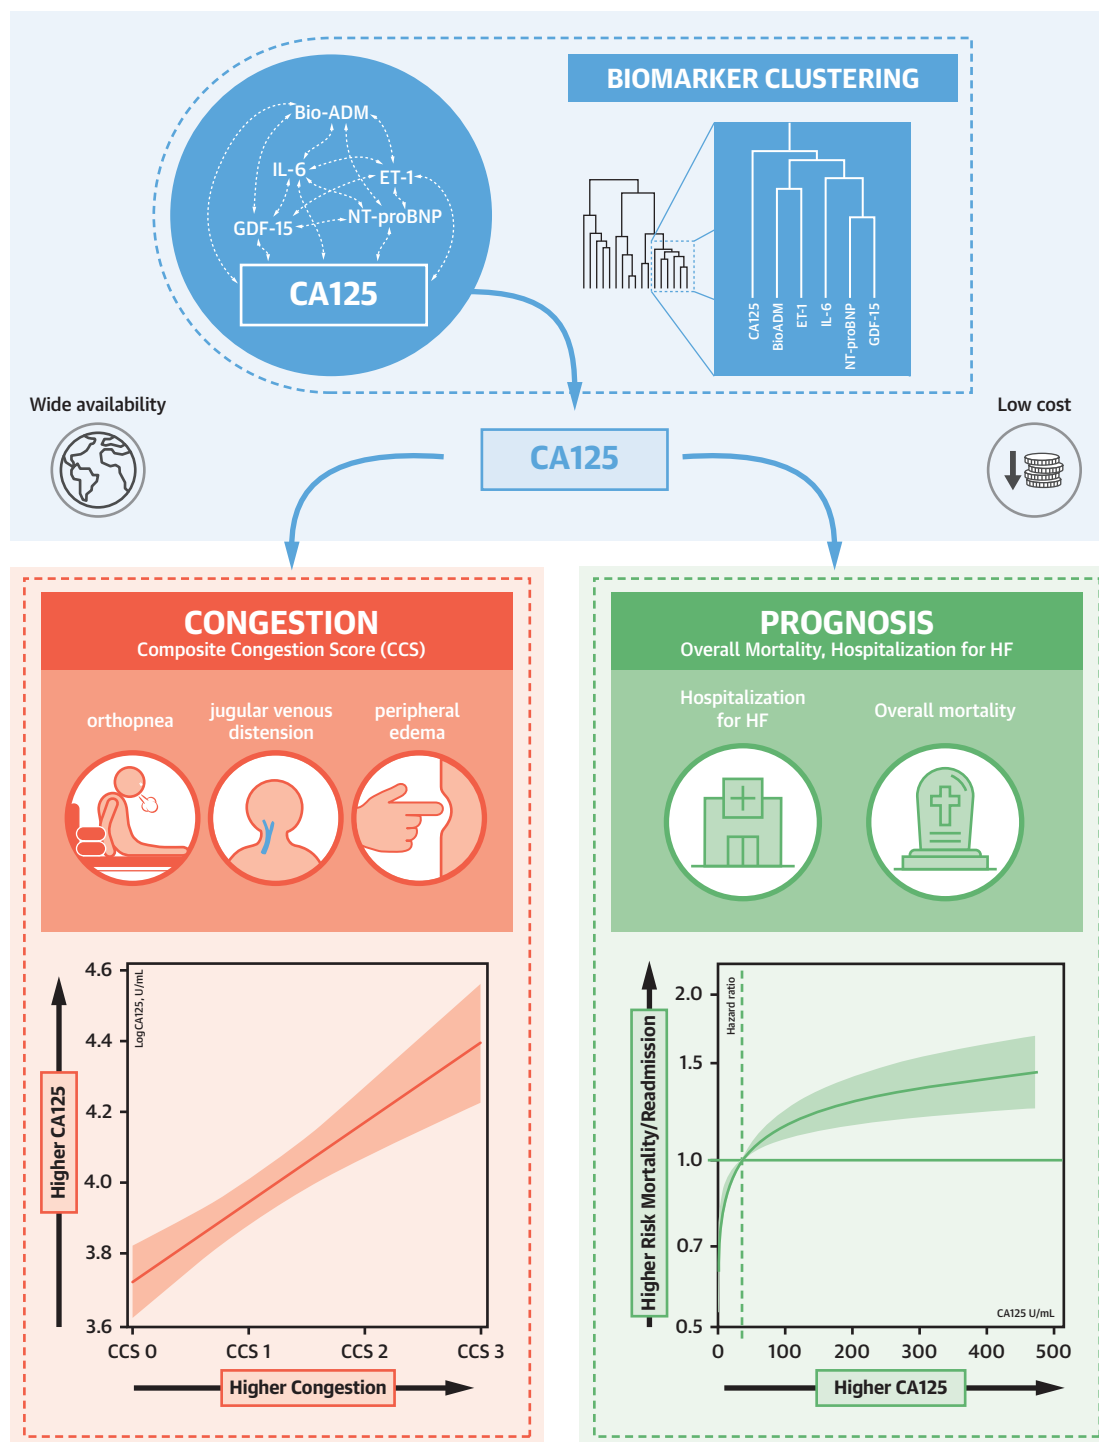 BIOMARKER CLUSTERING
Bio-ADM
IL-6
ET-1
GDF-15
NT-proBNP
CA125
CA125
BioADM
ET-1
IL-6
NT-proBNP
GDF-15
Wide availability
Low cost
CA125
CONGESTION
Composite Congestion Score (CCS)
orthopnea
jugular venous
distension
peripheral
edema
Higher CA125
LogCA125, U/mL
4.6
4.4
4.2
4.0
3.8
3.6
CCS 0
CCS 1
CCS 2
CCS 3
Higher Congestion
PROGNOSIS
Overall Mortality, Hospitalization for HF
Hospitalization
for HF
Overall mortality
Higher Risk Mortality/Readmission
Hazard ratio
2.0
1.5
1.0
0.7
0.5
CA125 U/mL
0
100
200
300
400
500
Higher CA125